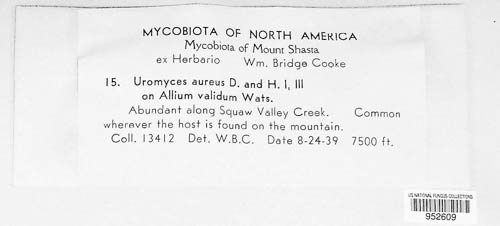 MYCOBIOTA OF NORTH AMERICA
Mycobiota of Mount Shasta
ex Herbario Wm. Bridge Cooke
15. Uromyces aureus D. and H. I, III
on Allium validum Wats.
Abundant along Squaw Valley Creek. Common
wherever the host is found on the mountain.
Coll. 13412 Det. W.B.C. Date 8-24-39 7500 ft.
US NATIONAL FUNGUS COLLECTIONS
952609